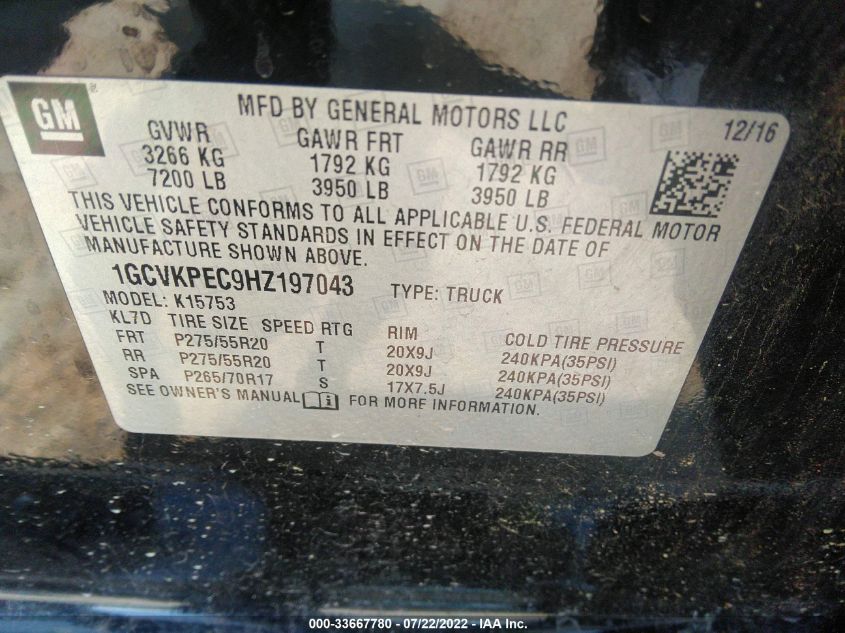 GM
MFD BY GENERAL MOTORS LLC
12/16
GVWR GAWR FRT GAWR RR
3266 KG 1792 KG 1792 KG
7200 LB 3950 LB 3950 LB
THIS VEHICLE CONFORMS TO ALL APPLICABLE U.S. FEDERAL MOTOR
VEHICLE SAFETY STANDARDS IN EFFECT ON THE DATE OF
MANUFACTURE SHOWN ABOVE.
1GCVKPEC9HZ197043 TYPE: TRUCK
MODEL: K15753
KL7D TIRE SIZE SPEED RTG RIM COLD TIRE PRESSURE
FRT P275/55R20 T 20X9J 240KPA(35PSI)
RR P275/55R20 T 20X9J 240KPA(35PSI)
SPA P265/70R17 S 17X7.5J 240KPA(35PSI)
SEE OWNER'S MANUAL FOR MORE INFORMATION.
000-33667780 - 07/22/2022 - IAA Inc.